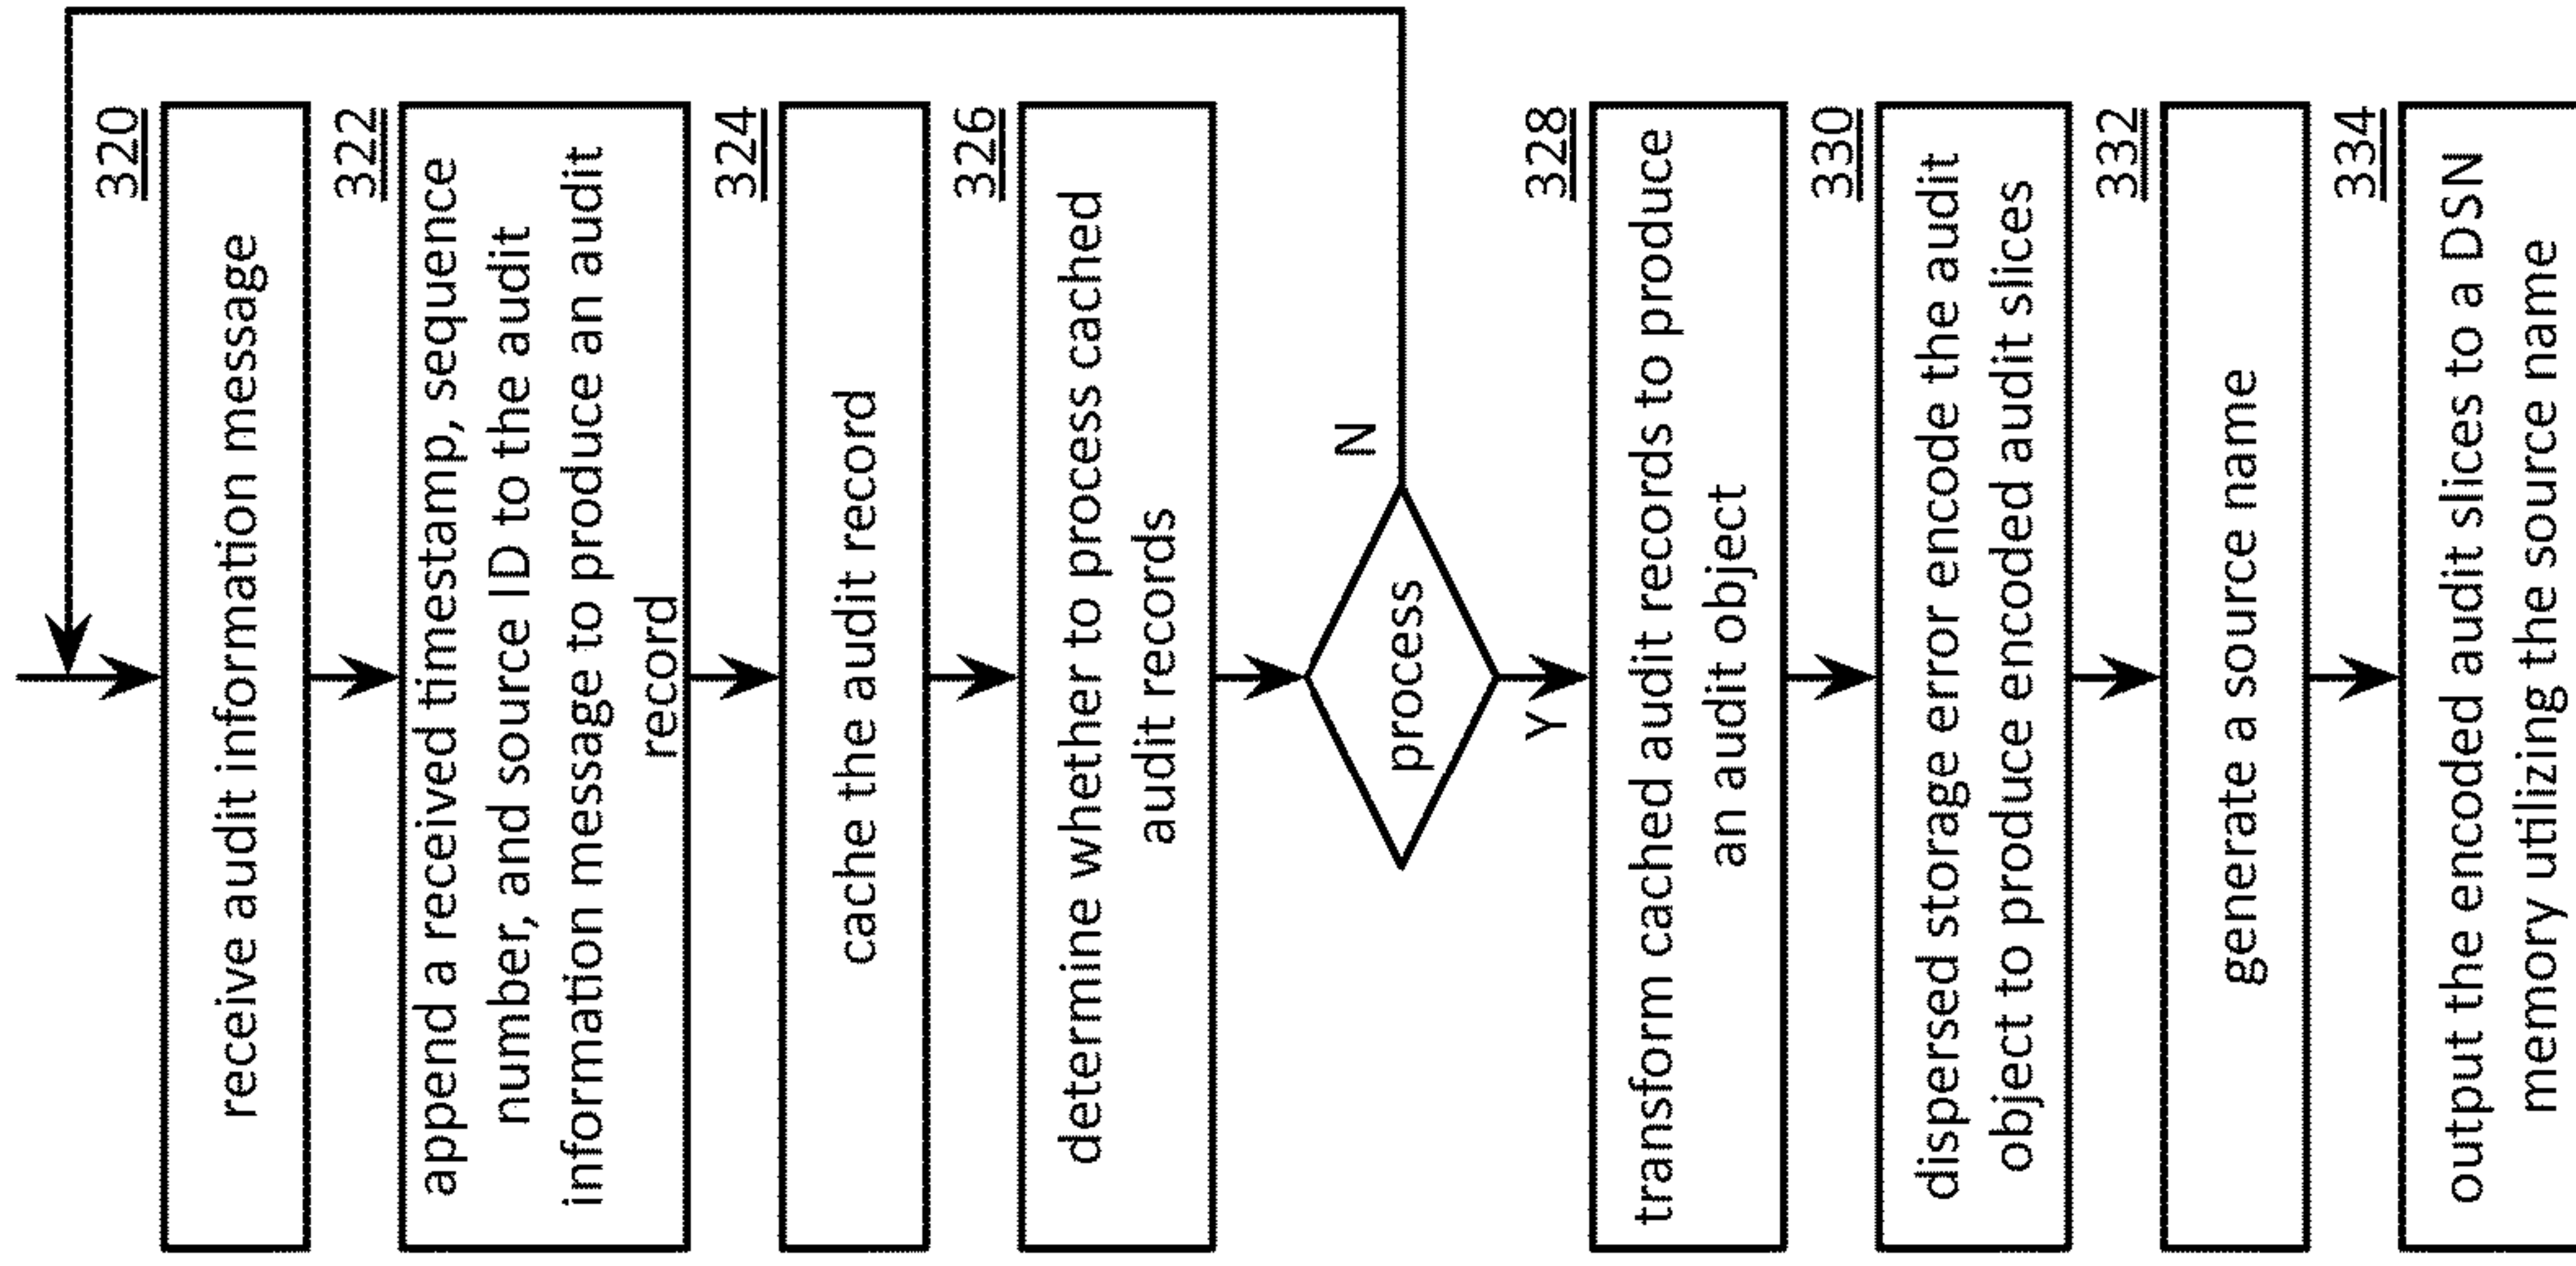 320
receive audit information message
322
append a received timestamp, sequence
number, and source ID to the audit
information message to produce an audit
record
324
cache the audit record
326
determine whether to process cached
audit records
process
N
Y
328
transform cached audit records to produce
an audit object
330
dispersed storage error encode the audit
object to produce encoded audit slices
332
generate a source name
334
output the encoded audit slices to a DSN
memory utilizing the source name